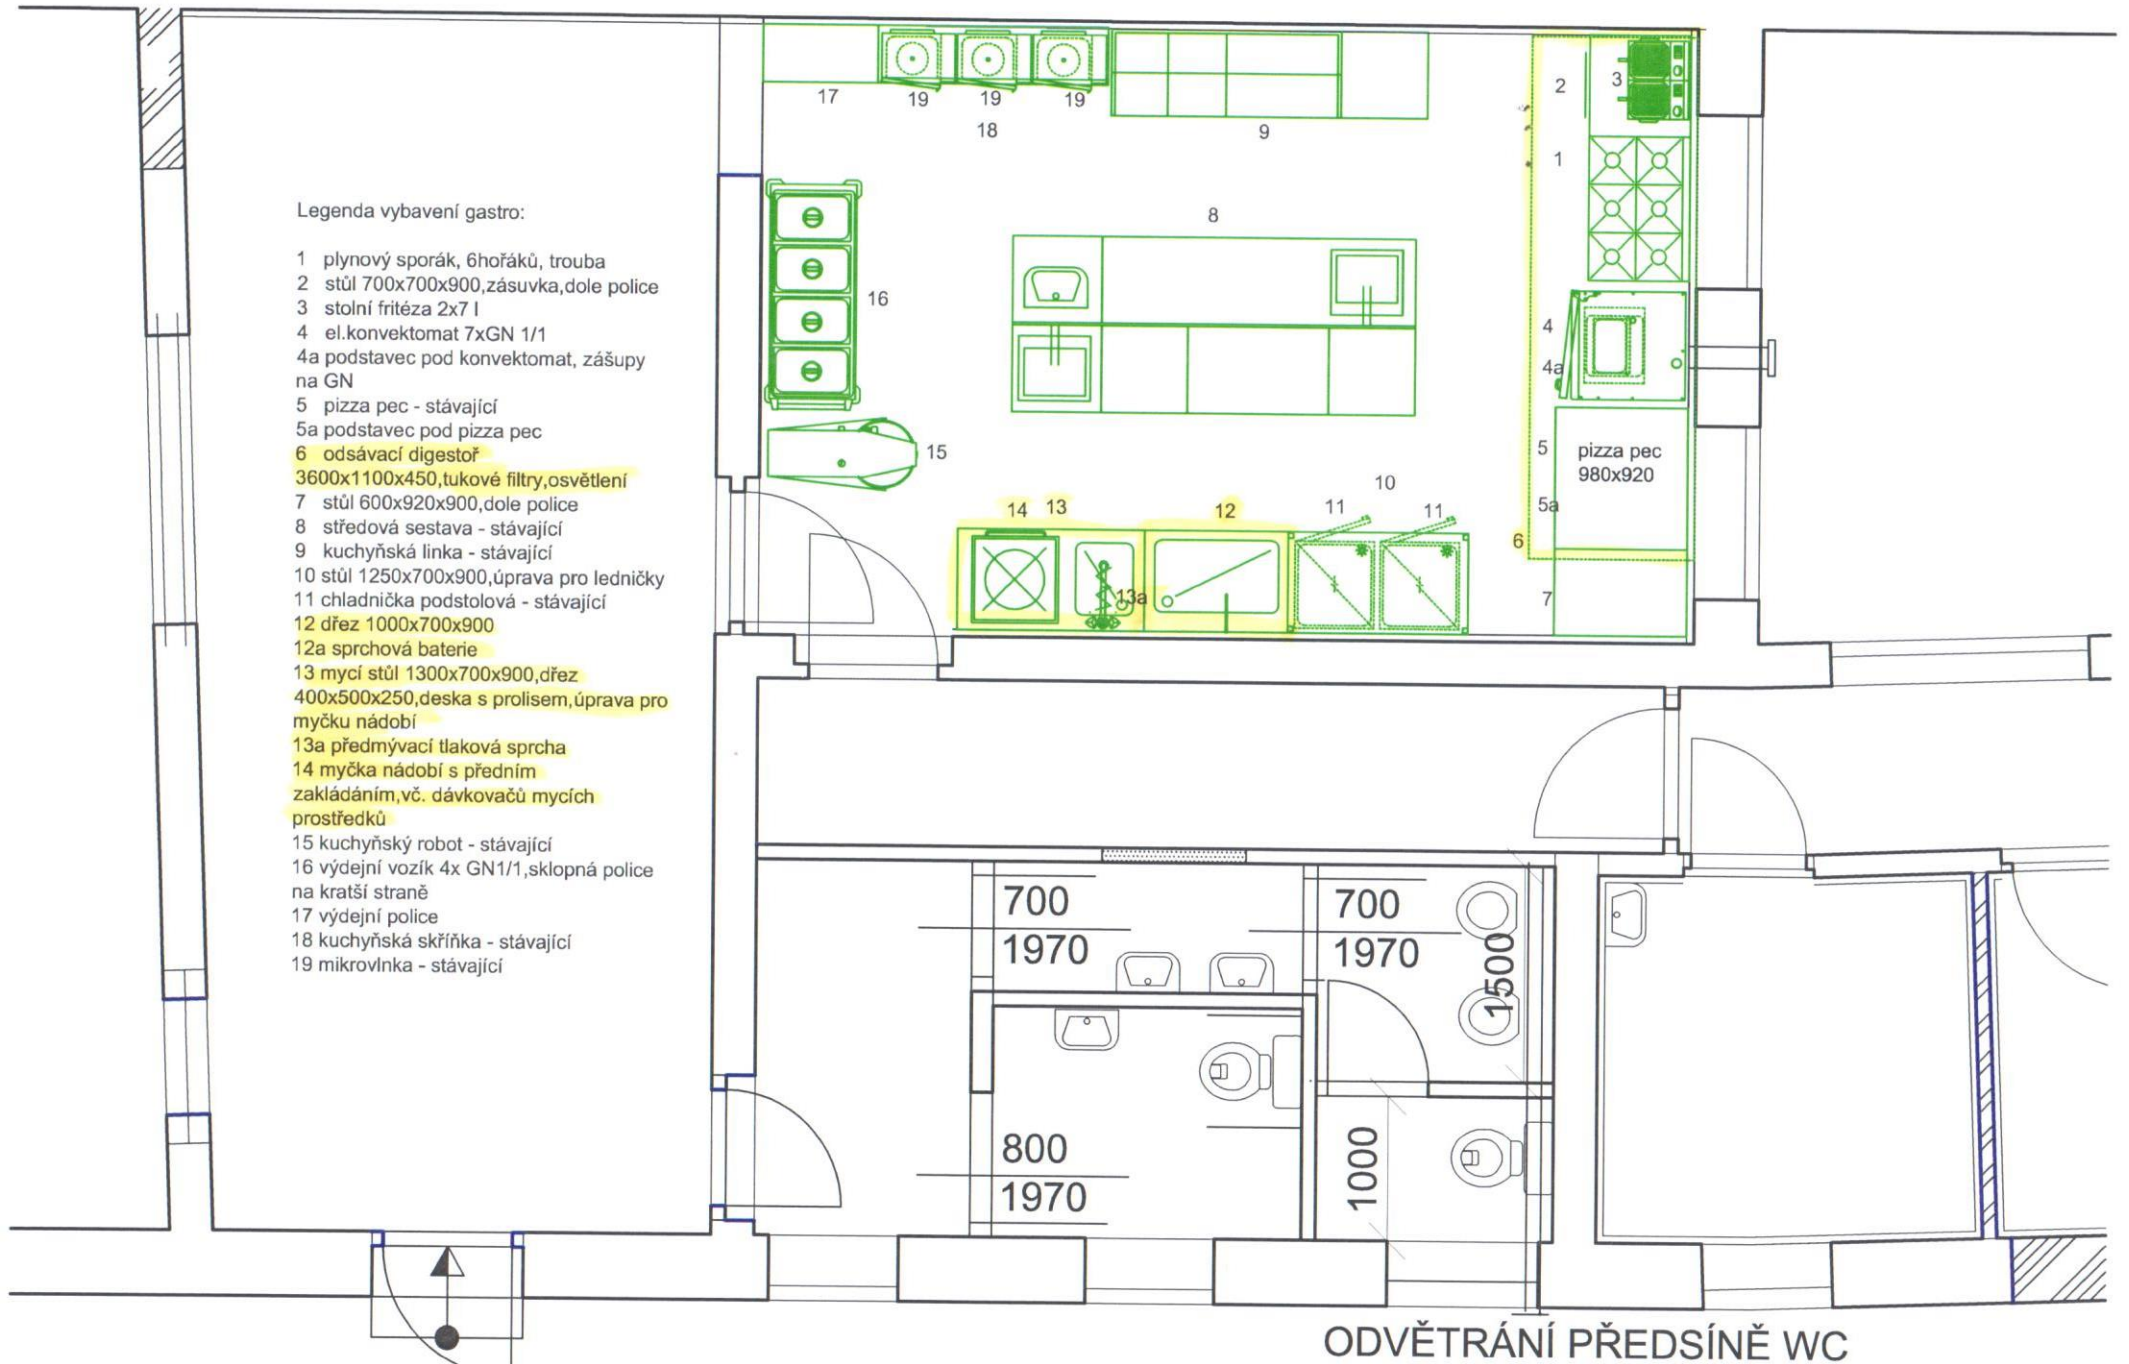 Legenda vybavení gastro:
1 plynový sporák, 6hořáků, trouba
2 stůl 700x700x900,zásuvka,dole police
3 stolní fritéza 2x7 l
4 el.konvektomat 7xGN 1/1
4a podstavec pod konvektomat, zášupy
na GN
5 pizza pec - stávající
5a podstavec pod pizza pec
6 odsávací digestoř
3600x1100x450,tukové filtry,osvětlení
7 stůl 600x920x900,dole police
8 středová sestava - stávající
9 kuchyňská linka - stávající
10 stůl 1250x700x900,úprava pro ledničky
11 chladnička podstolová - stávající
12 dřez 1000x700x900
12a sprchová baterie
13 mycí stůl 1300x700x900,dřez
400x500x250,deska s prolisem,úprava pro
myčku nádobí
13a předmývací tlaková sprcha
14 myčka nádobí s předním
zakládáním,vč. dávkovačů mycích
prostředků
15 kuchyňský robot - stávající
16 výdejní vozík 4x GN1/1,sklopná police
na kratší straně
17 výdejní police
18 kuchyňská skříňka - stávající
19 mikrovlnka - stávající
17
19
19
19
18
9
2
3
1
8
16
4
4a
15
5
pizza pec
980x920
10
14
13
12
11
11
5a
6
13a
7
700
1970
700
1970
1500
800
1970
1000
ODVĚTRÁNÍ PŘEDSÍNĚ WC